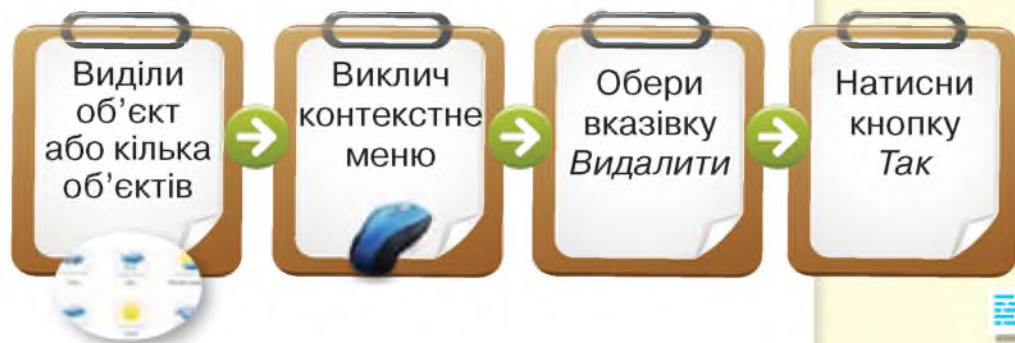 Виділи
об’єкт
або кілька
об’єктів
Виклич
контекстне
меню
Обери
вказівку
Видалити
Натисни
кнопку
Так